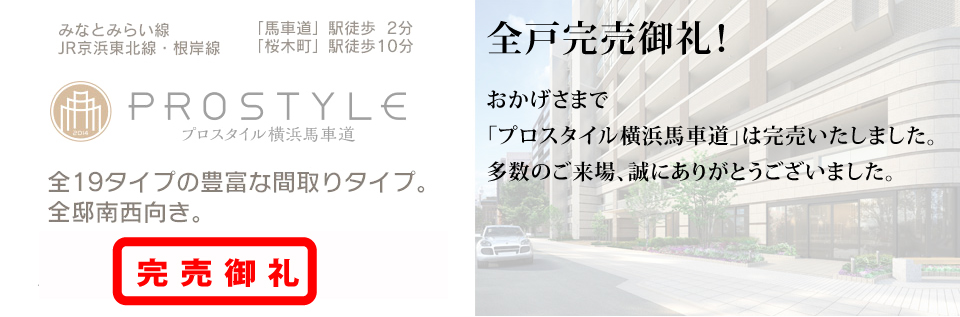 みなとみらい線 「馬車道」駅徒歩 2分
JR京浜東北線・根岸線 「桜木町」駅徒歩10分
PROSTYLE
2014
プロスタイル横浜馬車道
全19タイプの豊富な間取りタイプ。
全邸南西向き。
完売御礼
全戸完売御礼!
おかげさまで
「プロスタイル横浜馬車道」は完売いたしました。
多数のご来場、誠にありがとうございました。